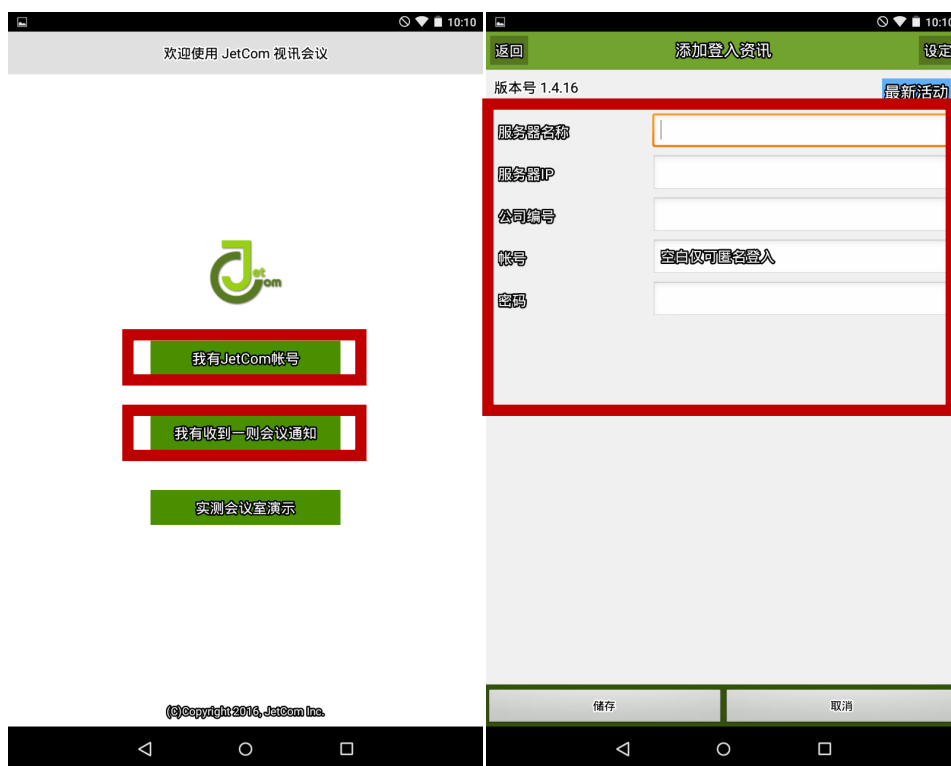 10:10
欢迎使用 JetCom 视讯会议
Jet
Com
我有JetCom帐号
我有收到一则会议通知
实测会议室演示
(C)Copyright 2016, JetCom Inc.
10:10
返回 添加登入资讯 设定
版本号 1.4.16 最新活动
服务器名称
服务器IP
公司编号
帐号 空白仅可匿名登入
密码
储存 取消